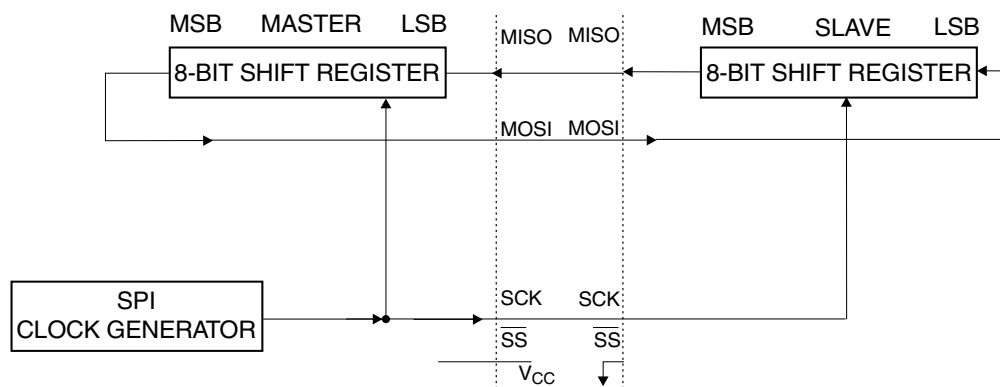 MSB MASTER LSB
8-BIT SHIFT REGISTER
MISO MISO
MSB SLAVE LSB
8-BIT SHIFT REGISTER
MOSI MOSI
SPI
CLOCK GENERATOR
SCK SCK
SS SS
VCC